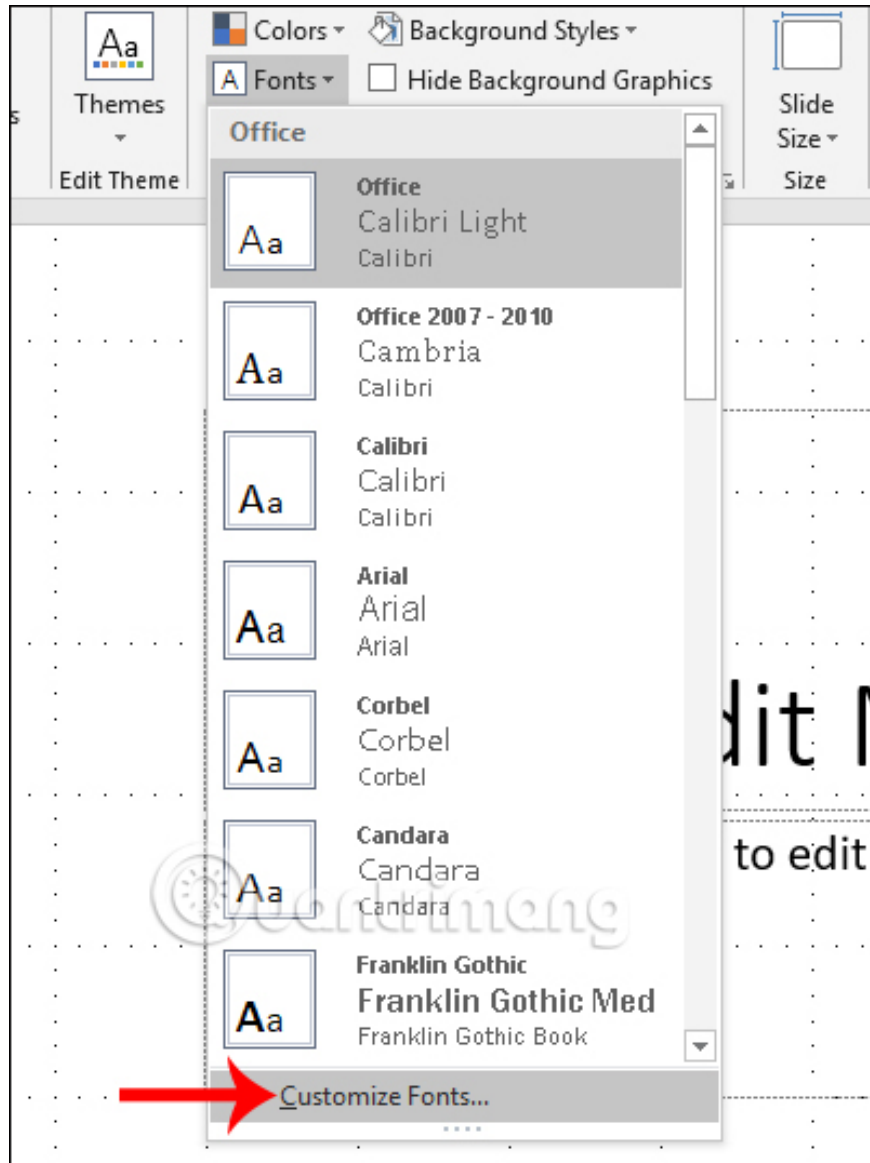 Aa
Colors
Background Styles
A Fonts
Hide Background Graphics
s
Themes
Slide
Size
Edit Theme
Size
Office
Aa
Office
Calibri Light
Calibri
Aa
Office 2007 - 2010
Cambria
Calibri
Aa
Calibri
Calibri
Calibri
Aa
Arial
Arial
Arial
Aa
Corbel
Corbel
Corbel
dit M
Aa
Candara
Candara
Candara
to edit
Quantrimang
Aa
Franklin Gothic
Franklin Gothic Med
Franklin Gothic Book
Customize Fonts...